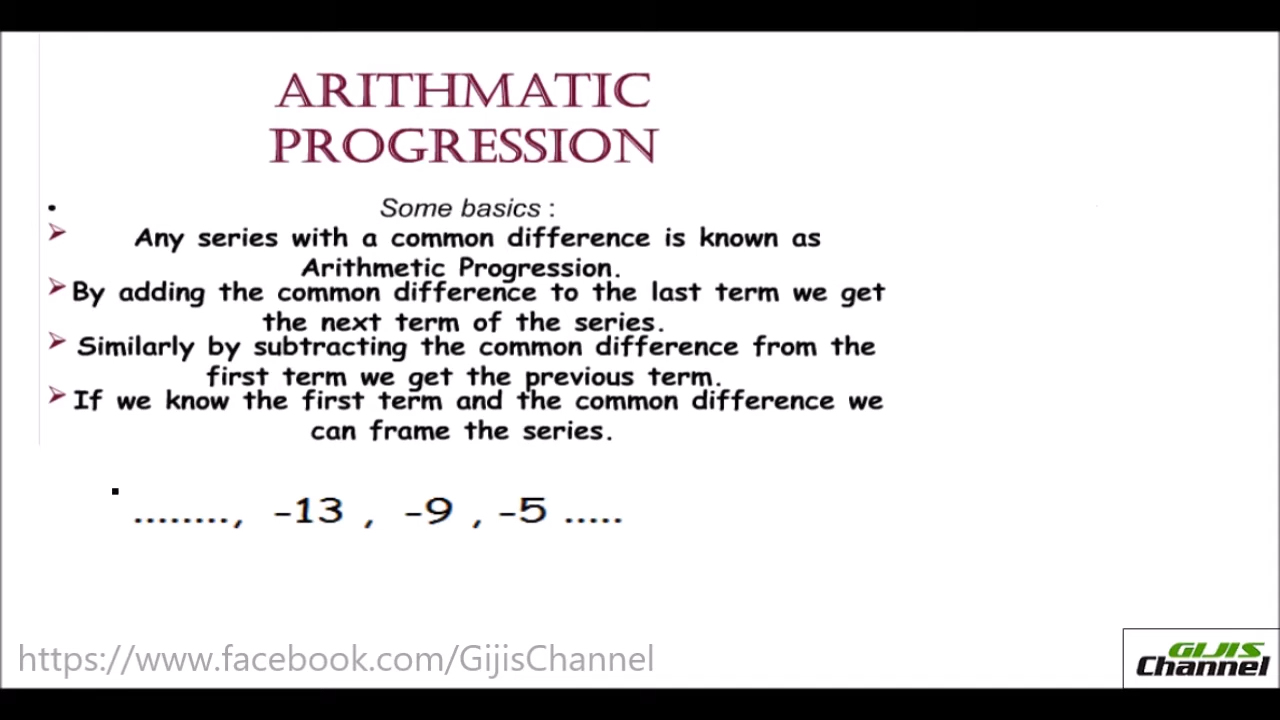 ARITHMATIC
PROGRESSION
• Some basics :
➢ Any series with a common difference is known as
Arithmetic Progression.
➢ By adding the common difference to the last term we get
the next term of the series.
➢ Similarly by subtracting the common difference from the
first term we get the previous term.
➢ If we know the first term and the common difference we
can frame the series.
▪ ........, -13 , -9 , -5 .....
https://www.facebook.com/GijisChannel
GIJIS
Channel